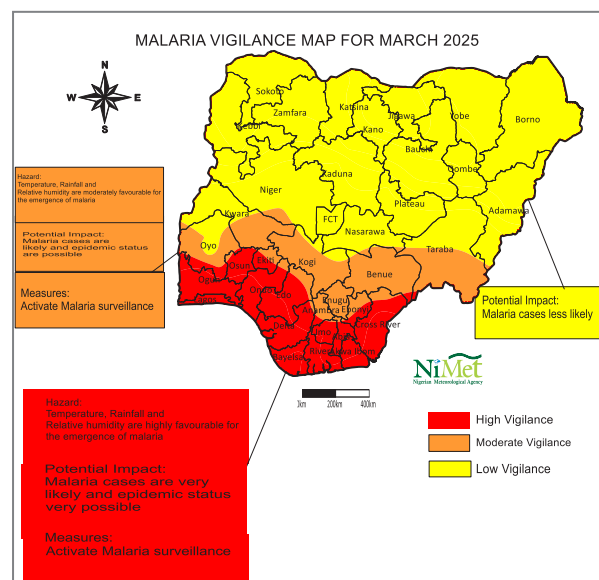 MALARIA VIGILANCE MAP FOR MARCH 2025
N
W
E
S
Sokoto
Zamfara
Katsina
Kano
Jigawa
Yobe
Borno
Kebbi
Bauchi
Gombe
Kaduna
Niger
Plateau
Adamawa
Kwara
FCT
Nasarawa
Oyo
Taraba
Kogi
Benue
Osun
Ekiti
Ogun
Ondo
Edo
Lagos
Enugu
Anambra
Ebony
Delta
Imo
Cross River
Bayelsa
Rivers
Hazard:
Temperature, Rainfall and
Relative humidity are moderately favourable for
the emergence of malaria
Potential Impact:
Malaria cases are
likely and epidemic status
are possible
Measures:
Activate Malaria surveillance
Potential Impact:
Malaria cases less likely
NiMet
Nigerian Meteorological Agency
0km 200km 400km
Hazard:
Temperature, Rainfall and
Relative humidity are highly favourable for
the emergence of malaria
Potential Impact:
Malaria cases are very
likely and epidemic status
very possible
Measures:
Activate Malaria surveillance
High Vigilance
Moderate Vigilance
Low Vigilance